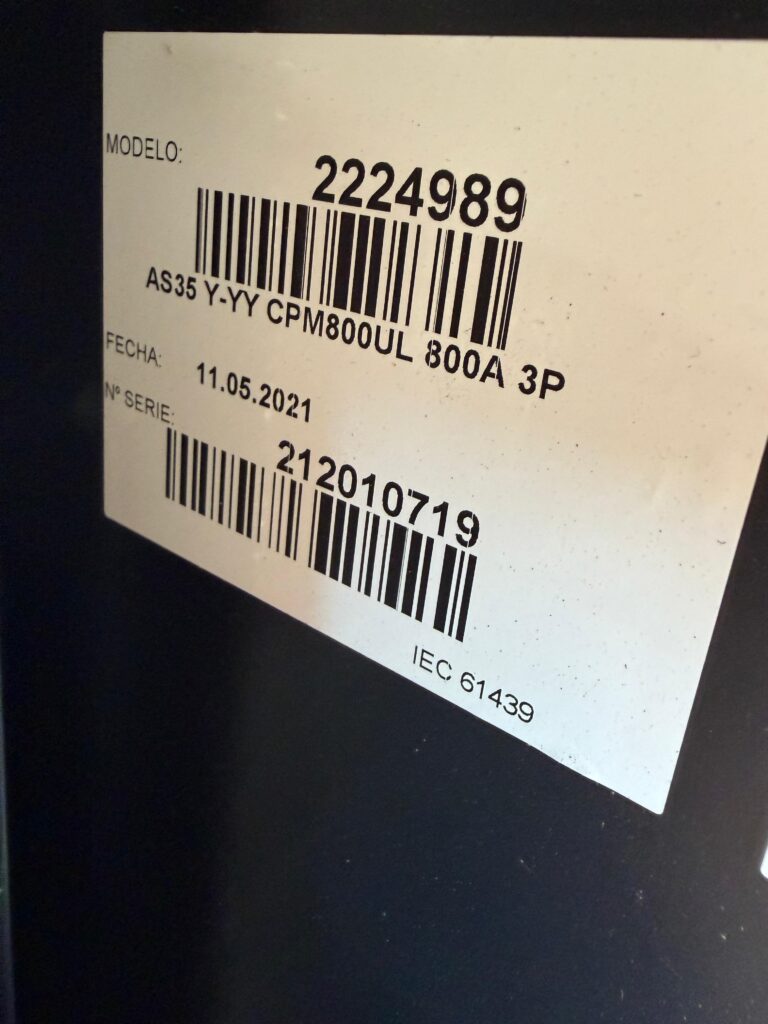 MODELO:
2224989
AS35 Y-YY CPM800UL 800A 3P
FECHA:
11.05.2021
Nº SERIE:
212010719
IEC 61439